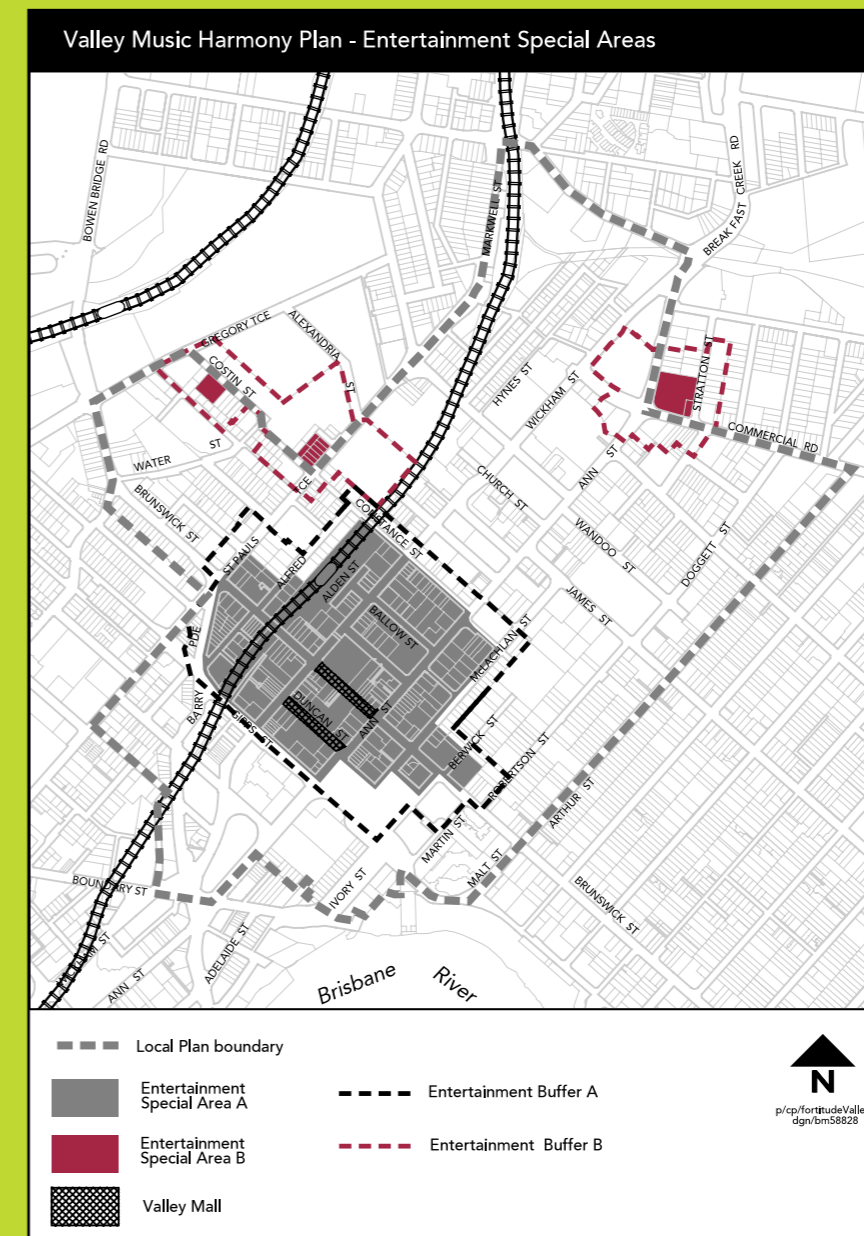 Valley Music Harmony Plan - Entertainment Special Areas
BOWEN BRIDGE RD
MARKWELL ST
BREAK FAST CREEK RD
GREGORY TCE
ALEXANDRIA ST
COSTIN ST
HYNES ST
WICKHAM ST
STRATTON ST
COMMERCIAL RD
WATER ST
TCE
ANN ST
CHURCH ST
BRUNSWICK ST
CONSTANCE ST
WANDOO ST
DOGGETT ST
ST PAULS
ALFRED
ALDEN ST
JAMES ST
BALLOW ST
PDE
McLACHLAN ST
BARRY
GIPPS ST
DUNCAN ST
ANN ST
BERWICK ST
ROBERTSON ST
ARTHUR ST
MARTIN ST
MALT ST
IVORY ST
BOUNDARY ST
BRUNSWICK ST
ADELAIDE ST
ANN ST
Brisbane River
Local Plan boundary
Entertainment
Special Area A
Entertainment Buffer A
Entertainment
Special Area B
Entertainment Buffer B
Valley Mall
N
p/cp/fortitudeValle
dgn/bm58828